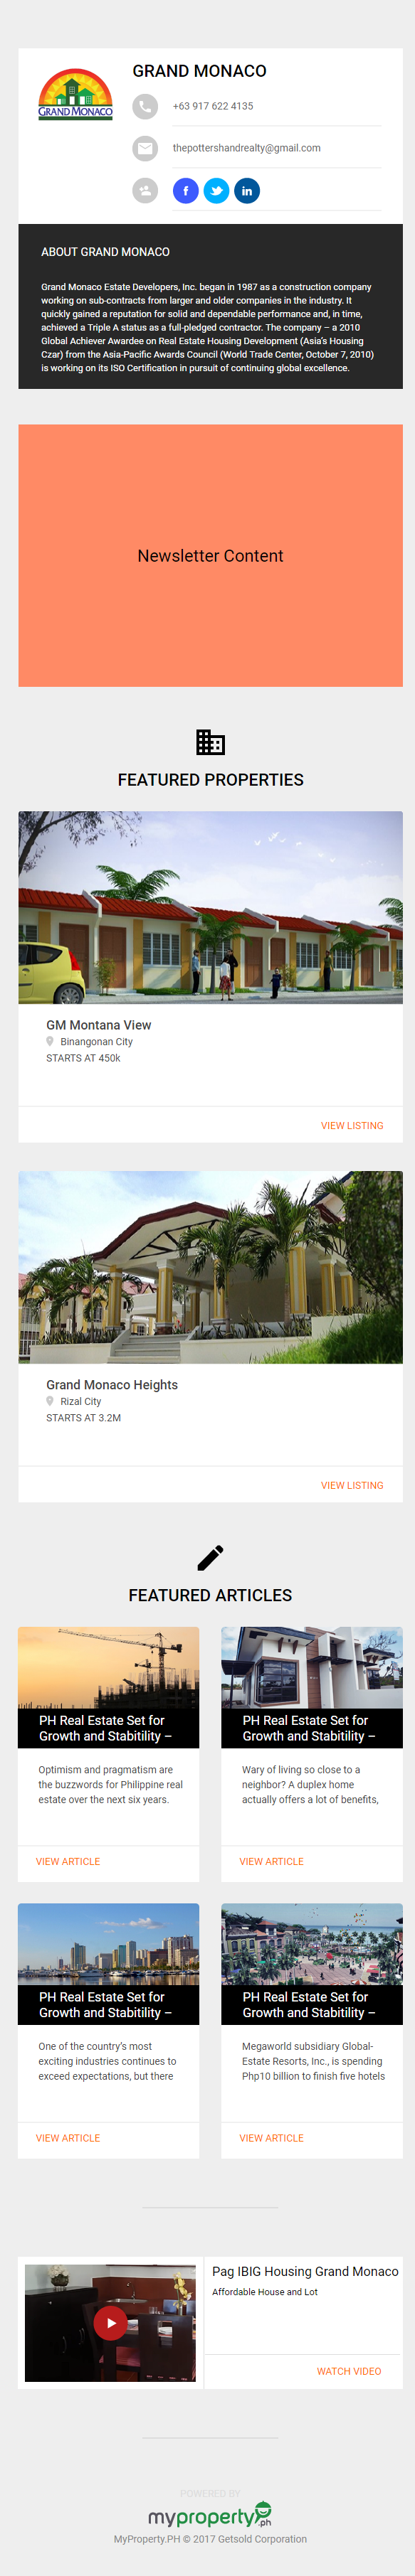 GRAND MONACO
GRAND MONACO
+63 917 622 4135
thepottershandrealty@gmail.com
f
in
ABOUT GRAND MONACO
Grand Monaco Estate Developers, Inc. began in 1987 as a construction company
working on sub-contracts from larger and older companies in the industry. It
quickly gained a reputation for solid and dependable performance and, in time,
achieved a Triple A status as a full-pledged contractor. The company – a 2010
Global Achiever Awardee on Real Estate Housing Development (Asia's Housing
Czar) from the Asia-Pacific Awards Council (World Trade Center, October 7, 2010)
is working on its ISO Certification in pursuit of continuing global excellence.
Newsletter Content
FEATURED PROPERTIES
GM Montana View
Binangonan City
STARTS AT 450k
VIEW LISTING
Grand Monaco Heights
Rizal City
STARTS AT 3.2M
VIEW LISTING
FEATURED ARTICLES
PH Real Estate Set for
Growth and Stabitility –
Optimism and pragmatism are
the buzzwords for Philippine real
estate over the next six years.
VIEW ARTICLE
PH Real Estate Set for
Growth and Stabitility –
Wary of living so close to a
neighbor? A duplex home
actually offers a lot of benefits,
VIEW ARTICLE
PH Real Estate Set for
Growth and Stabitility –
One of the country's most
exciting industries continues to
exceed expectations, but there
VIEW ARTICLE
PH Real Estate Set for
Growth and Stabitility –
Megaworld subsidiary Global-
Estate Resorts, Inc., is spending
Php10 billion to finish five hotels
VIEW ARTICLE
Pag IBIG Housing Grand Monaco
Affordable House and Lot
WATCH VIDEO
POWERED BY
myproperty.ph
MyProperty.PH © 2017 Getsold Corporation